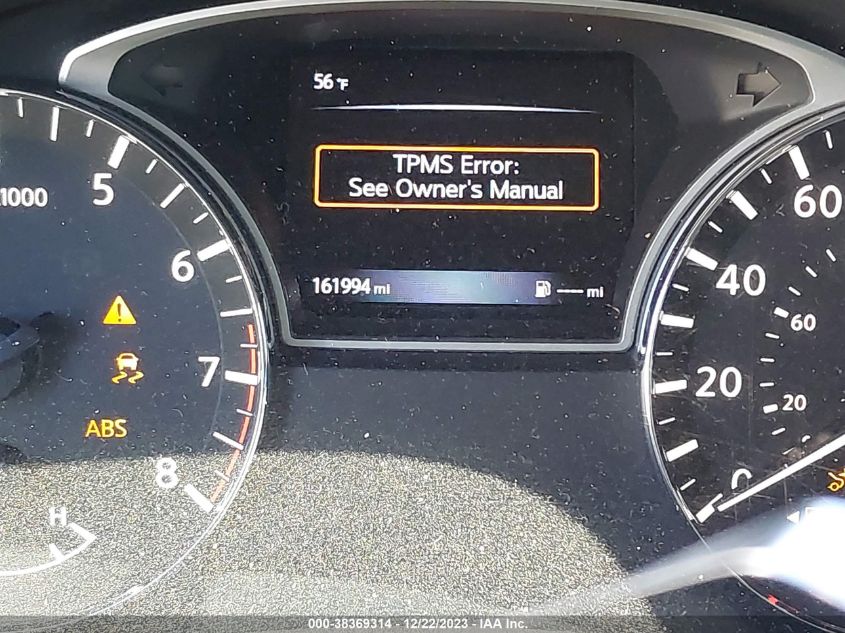 56 °F
TPMS Error:
See Owner's Manual
161994 mi
---- mi
1000
5
6
7
8
ABS
H
60
40
20
0
60
20
000-38369314 - 12/22/2023 - IAA Inc.